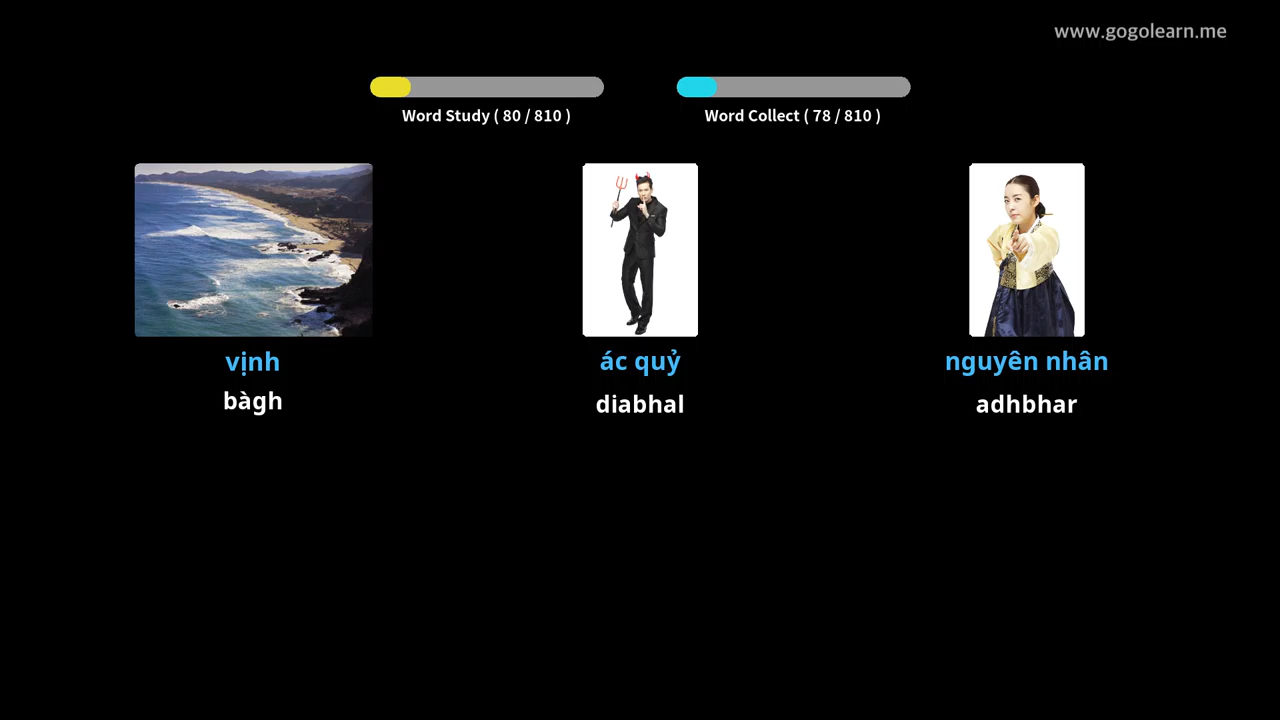 www.gogolearn.me
Word Study ( 80 / 810 )
Word Collect ( 78 / 810 )
vịnh
bàgh
ác quỷ
diabhal
nguyên nhân
adhbhar